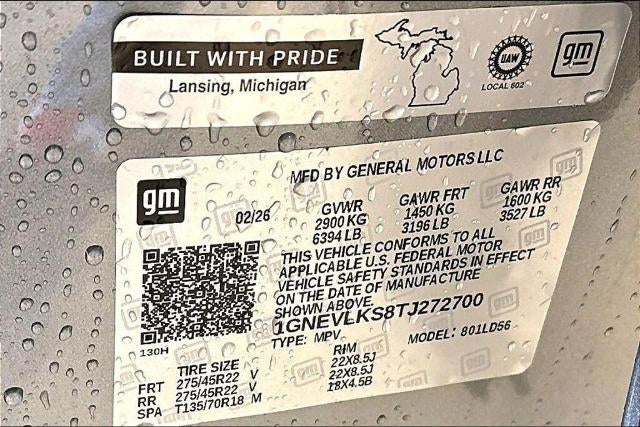 BUILT WITH PRIDE
Lansing, Michigan
UAW
LOCAL 602
gm
gm
MFD BY GENERAL MOTORS LLC
02/26
GVWR GAWR FRT GAWR RR
2900 KG 1450 KG 1600 KG
6394 LB 3196 LB 3527 LB
THIS VEHICLE CONFORMS TO ALL
APPLICABLE U.S. FEDERAL MOTOR
VEHICLE SAFETY STANDARDS IN EFFECT
ON THE DATE OF MANUFACTURE
SHOWN ABOVE.
1GNEVLKS8TJ272700
TYPE: MPV MODEL: 801LD56
130H
TIRE SIZE RIM
FRT 275/45R22 V 22X8.5J
RR 275/45R22 V 22X8.5J
SPA T135/70R18 M 18X4.5B